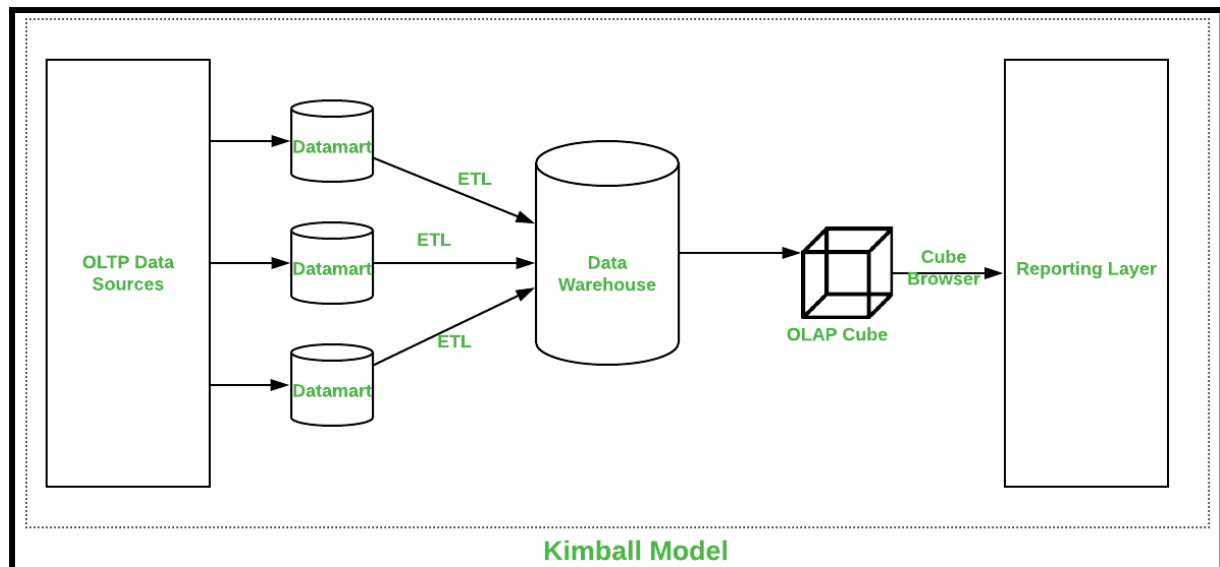 OLTP Data
Sources
Datamart
Datamart
Datamart
ETL
ETL
ETL
Data
Warehouse
OLAP Cube
Cube
Browser
Reporting Layer
Kimball Model